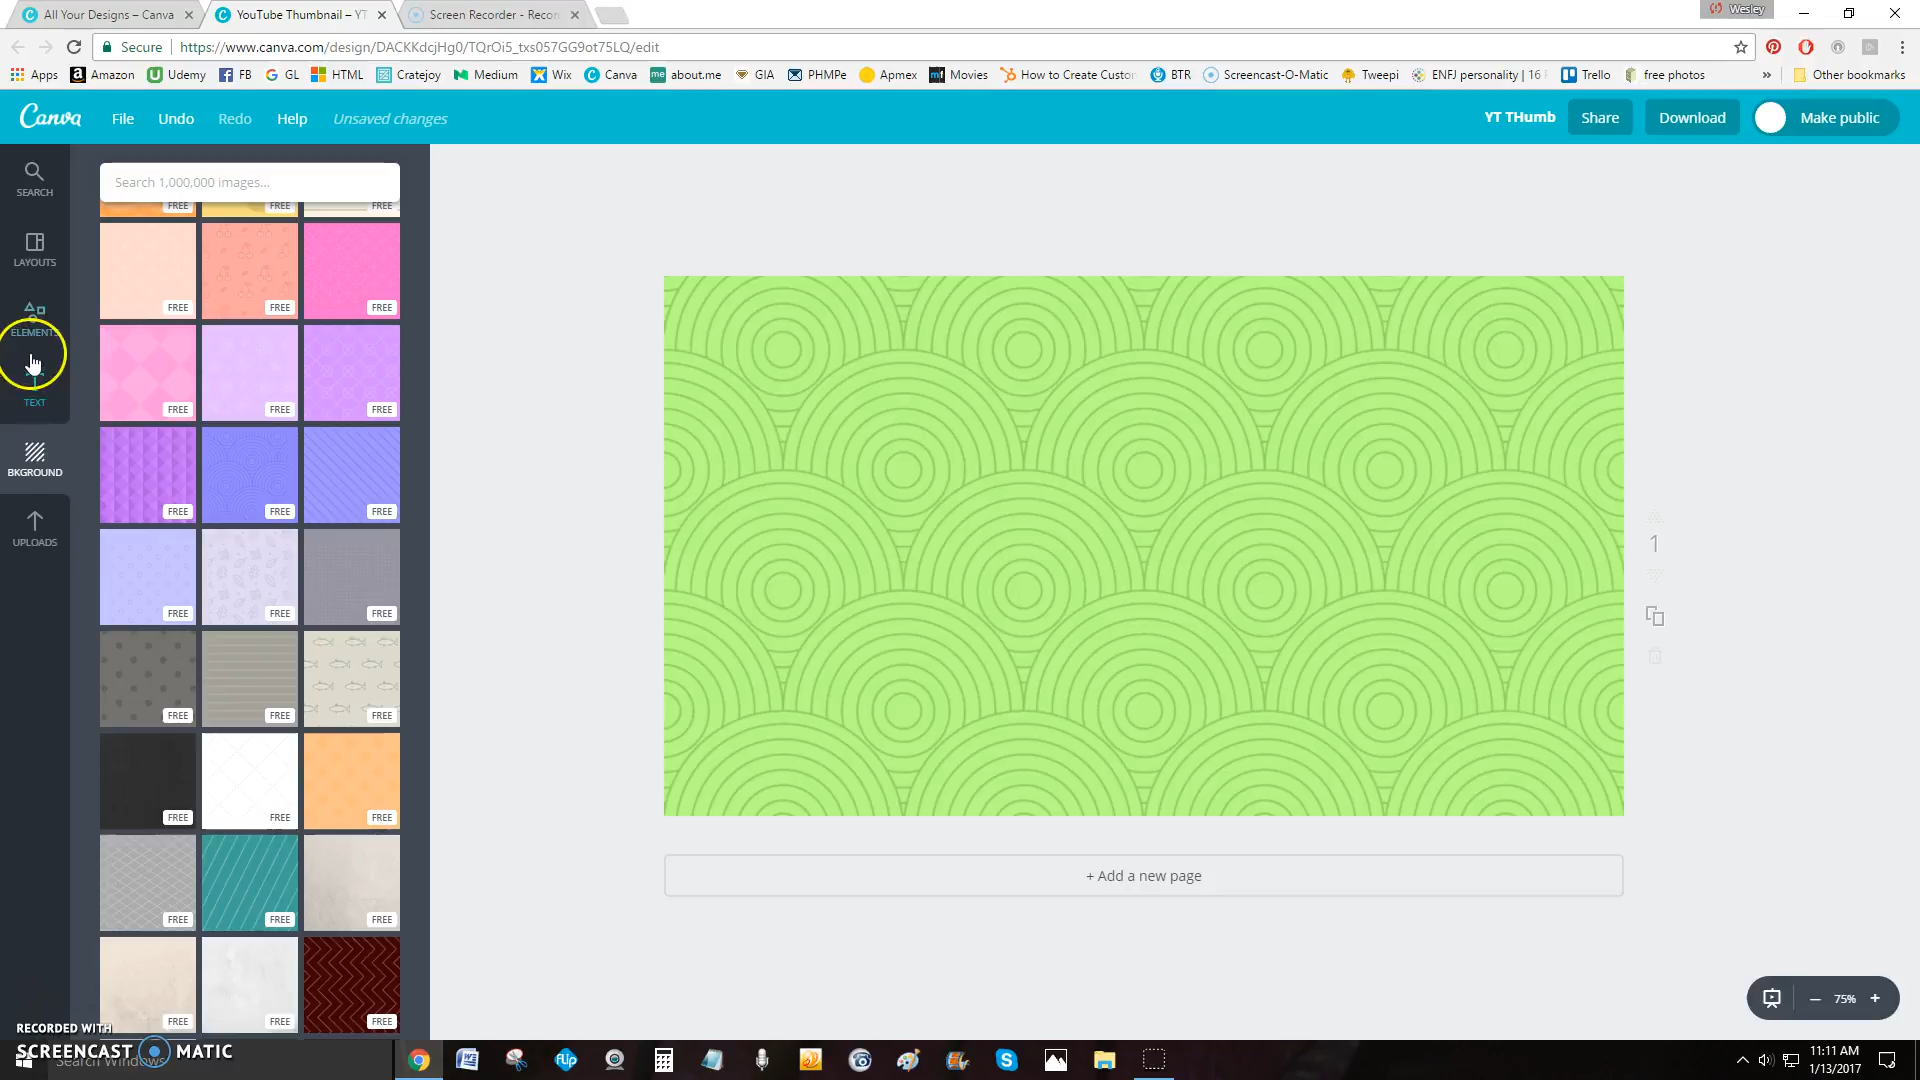 All Your Designs – Canva
YouTube Thumbnail – YT
Screen Recorder - Recor
Wesley
Secure
https://www.canva.com/design/DACKKdcjHg0/TQrOi5_txs057GG9ot75LQ/edit
Apps
Amazon
Udemy
FB
GL
HTML
Cratejoy
Medium
Wix
Canva
about.me
GIA
PHMPe
Apmex
Movies
How to Create Custo
BTR
Screencast-O-Matic
Tweepi
ENFJ personality | 16
Trello
free photos
»
Other bookmarks
Canva
File
Undo
Redo
Help
Unsaved changes
YT THumb
Share
Download
Make public
SEARCH
LAYOUTS
ELEMENTS
TEXT
BKGROUND
UPLOADS
Search 1,000,000 images...
FREE FREE FREE
FREE FREE FREE
FREE FREE FREE
FREE FREE FREE
FREE FREE FREE
FREE FREE FREE
FREE FREE FREE
FREE FREE FREE
FREE FREE FREE
1
+ Add a new page
75%
RECORDED WITH
SCREENCAST MATIC
Search Windows
11:11 AM
1/13/2017